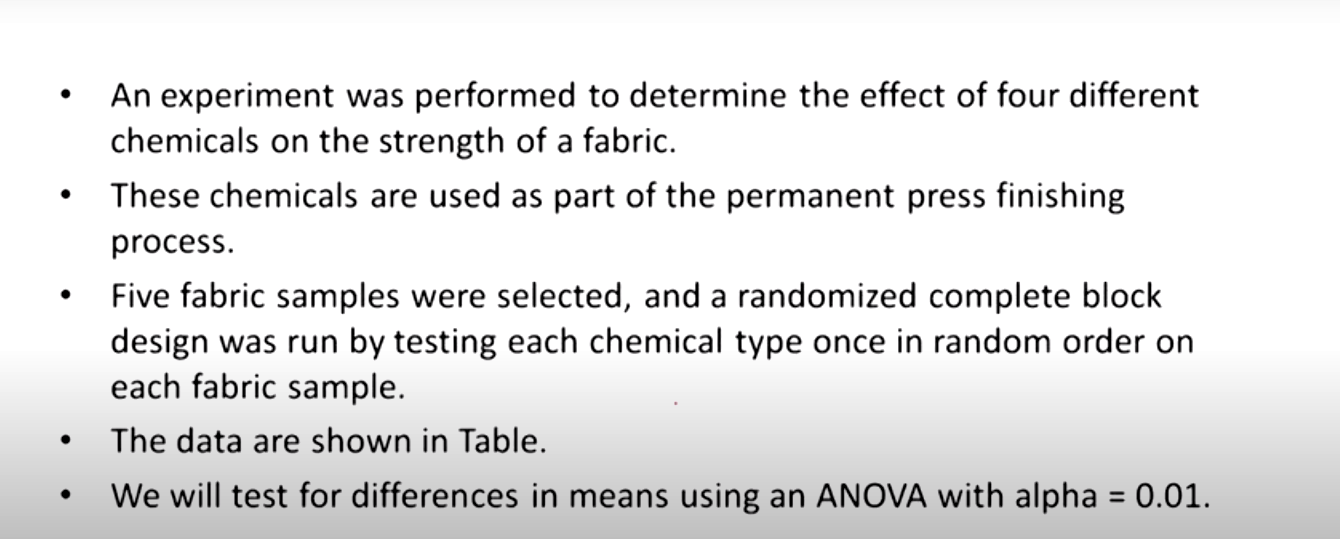 • An experiment was performed to determine the effect of four different
chemicals on the strength of a fabric.
• These chemicals are used as part of the permanent press finishing
process.
• Five fabric samples were selected, and a randomized complete block
design was run by testing each chemical type once in random order on
each fabric sample.
• The data are shown in Table.
• We will test for differences in means using an ANOVA with alpha = 0.01.